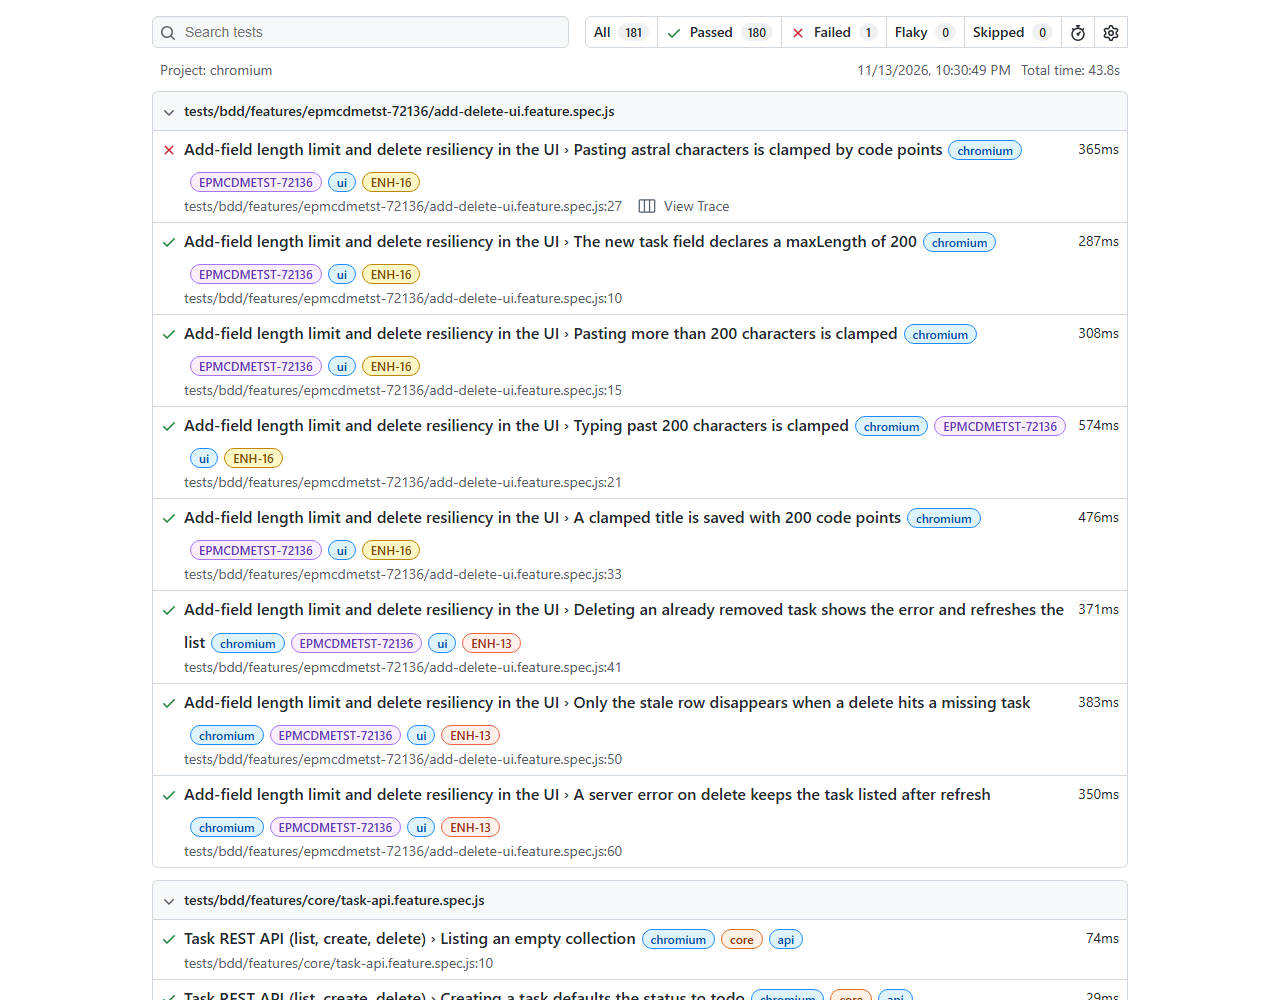 Search tests
All 181 Passed 180 Failed 1 Flaky 0 Skipped 0
Project: chromium
11/13/2026, 10:30:49 PM Total time: 43.8s
tests/bdd/features/epmcdmetst-72136/add-delete-ui.feature.spec.js
Add-field length limit and delete resiliency in the UI › Pasting astral characters is clamped by code points chromium 365ms
EPMCDMETST-72136 ui ENH-16
tests/bdd/features/epmcdmetst-72136/add-delete-ui.feature.spec.js:27 View Trace
Add-field length limit and delete resiliency in the UI › The new task field declares a maxLength of 200 chromium 287ms
EPMCDMETST-72136 ui ENH-16
tests/bdd/features/epmcdmetst-72136/add-delete-ui.feature.spec.js:10
Add-field length limit and delete resiliency in the UI › Pasting more than 200 characters is clamped chromium 308ms
EPMCDMETST-72136 ui ENH-16
tests/bdd/features/epmcdmetst-72136/add-delete-ui.feature.spec.js:15
Add-field length limit and delete resiliency in the UI › Typing past 200 characters is clamped chromium EPMCDMETST-72136 574ms
ui ENH-16
tests/bdd/features/epmcdmetst-72136/add-delete-ui.feature.spec.js:21
Add-field length limit and delete resiliency in the UI › A clamped title is saved with 200 code points chromium 476ms
EPMCDMETST-72136 ui ENH-16
tests/bdd/features/epmcdmetst-72136/add-delete-ui.feature.spec.js:33
Add-field length limit and delete resiliency in the UI › Deleting an already removed task shows the error and refreshes the 371ms
list chromium EPMCDMETST-72136 ui ENH-13
tests/bdd/features/epmcdmetst-72136/add-delete-ui.feature.spec.js:41
Add-field length limit and delete resiliency in the UI › Only the stale row disappears when a delete hits a missing task 383ms
chromium EPMCDMETST-72136 ui ENH-13
tests/bdd/features/epmcdmetst-72136/add-delete-ui.feature.spec.js:50
Add-field length limit and delete resiliency in the UI › A server error on delete keeps the task listed after refresh 350ms
chromium EPMCDMETST-72136 ui ENH-13
tests/bdd/features/epmcdmetst-72136/add-delete-ui.feature.spec.js:60
tests/bdd/features/core/task-api.feature.spec.js
Task REST API (list, create, delete) › Listing an empty collection chromium core api 74ms
tests/bdd/features/core/task-api.feature.spec.js:10
Task REST API (list, create, delete) › Creating a task defaults the status to todo chromium core api 29ms